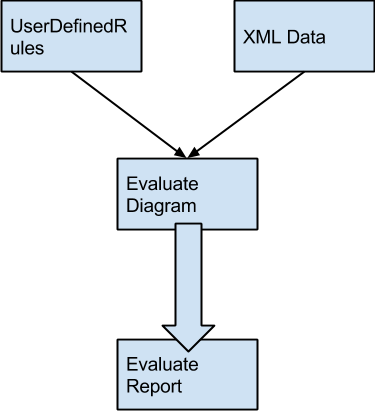 UserDefinedR
ules
XML Data
Evaluate
Diagram
Evaluate
Report